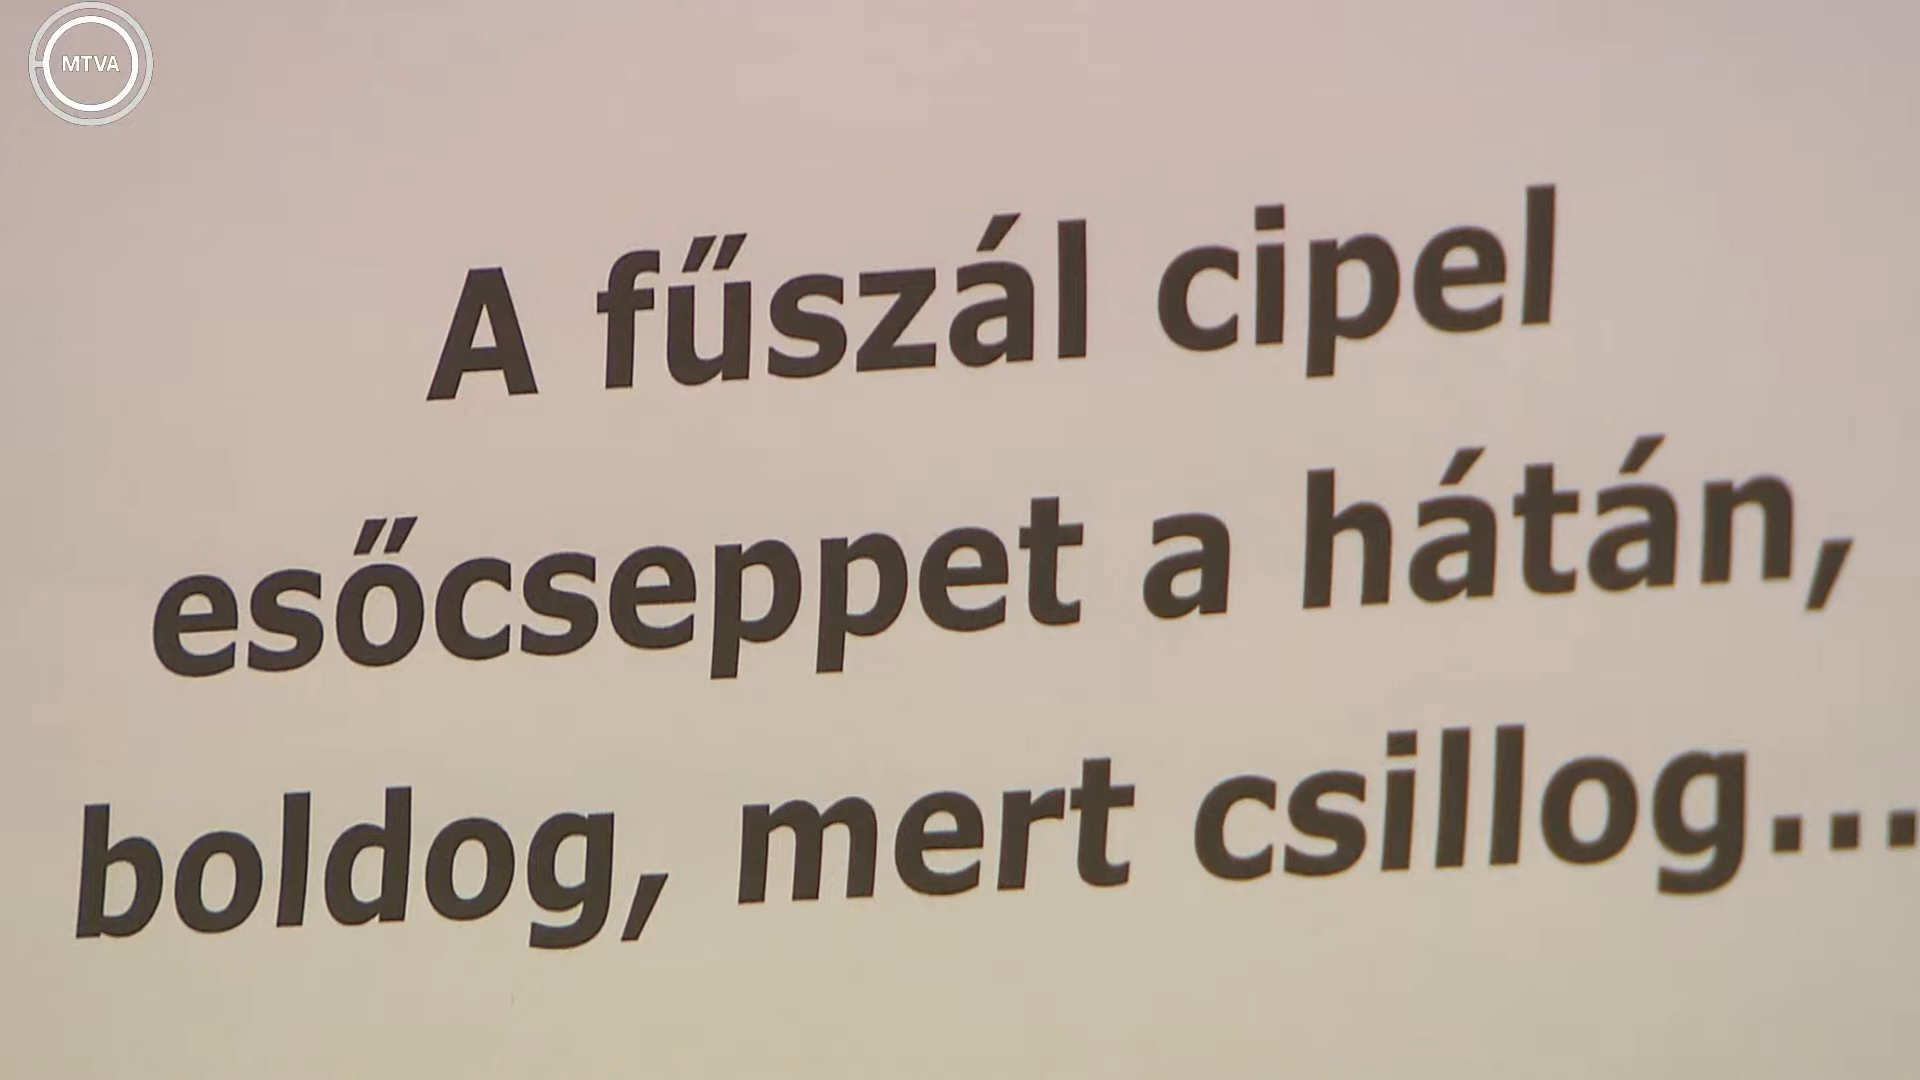 MTVA
A fűszál cipel
esőcseppet a hátán,
boldog, mert csillog...